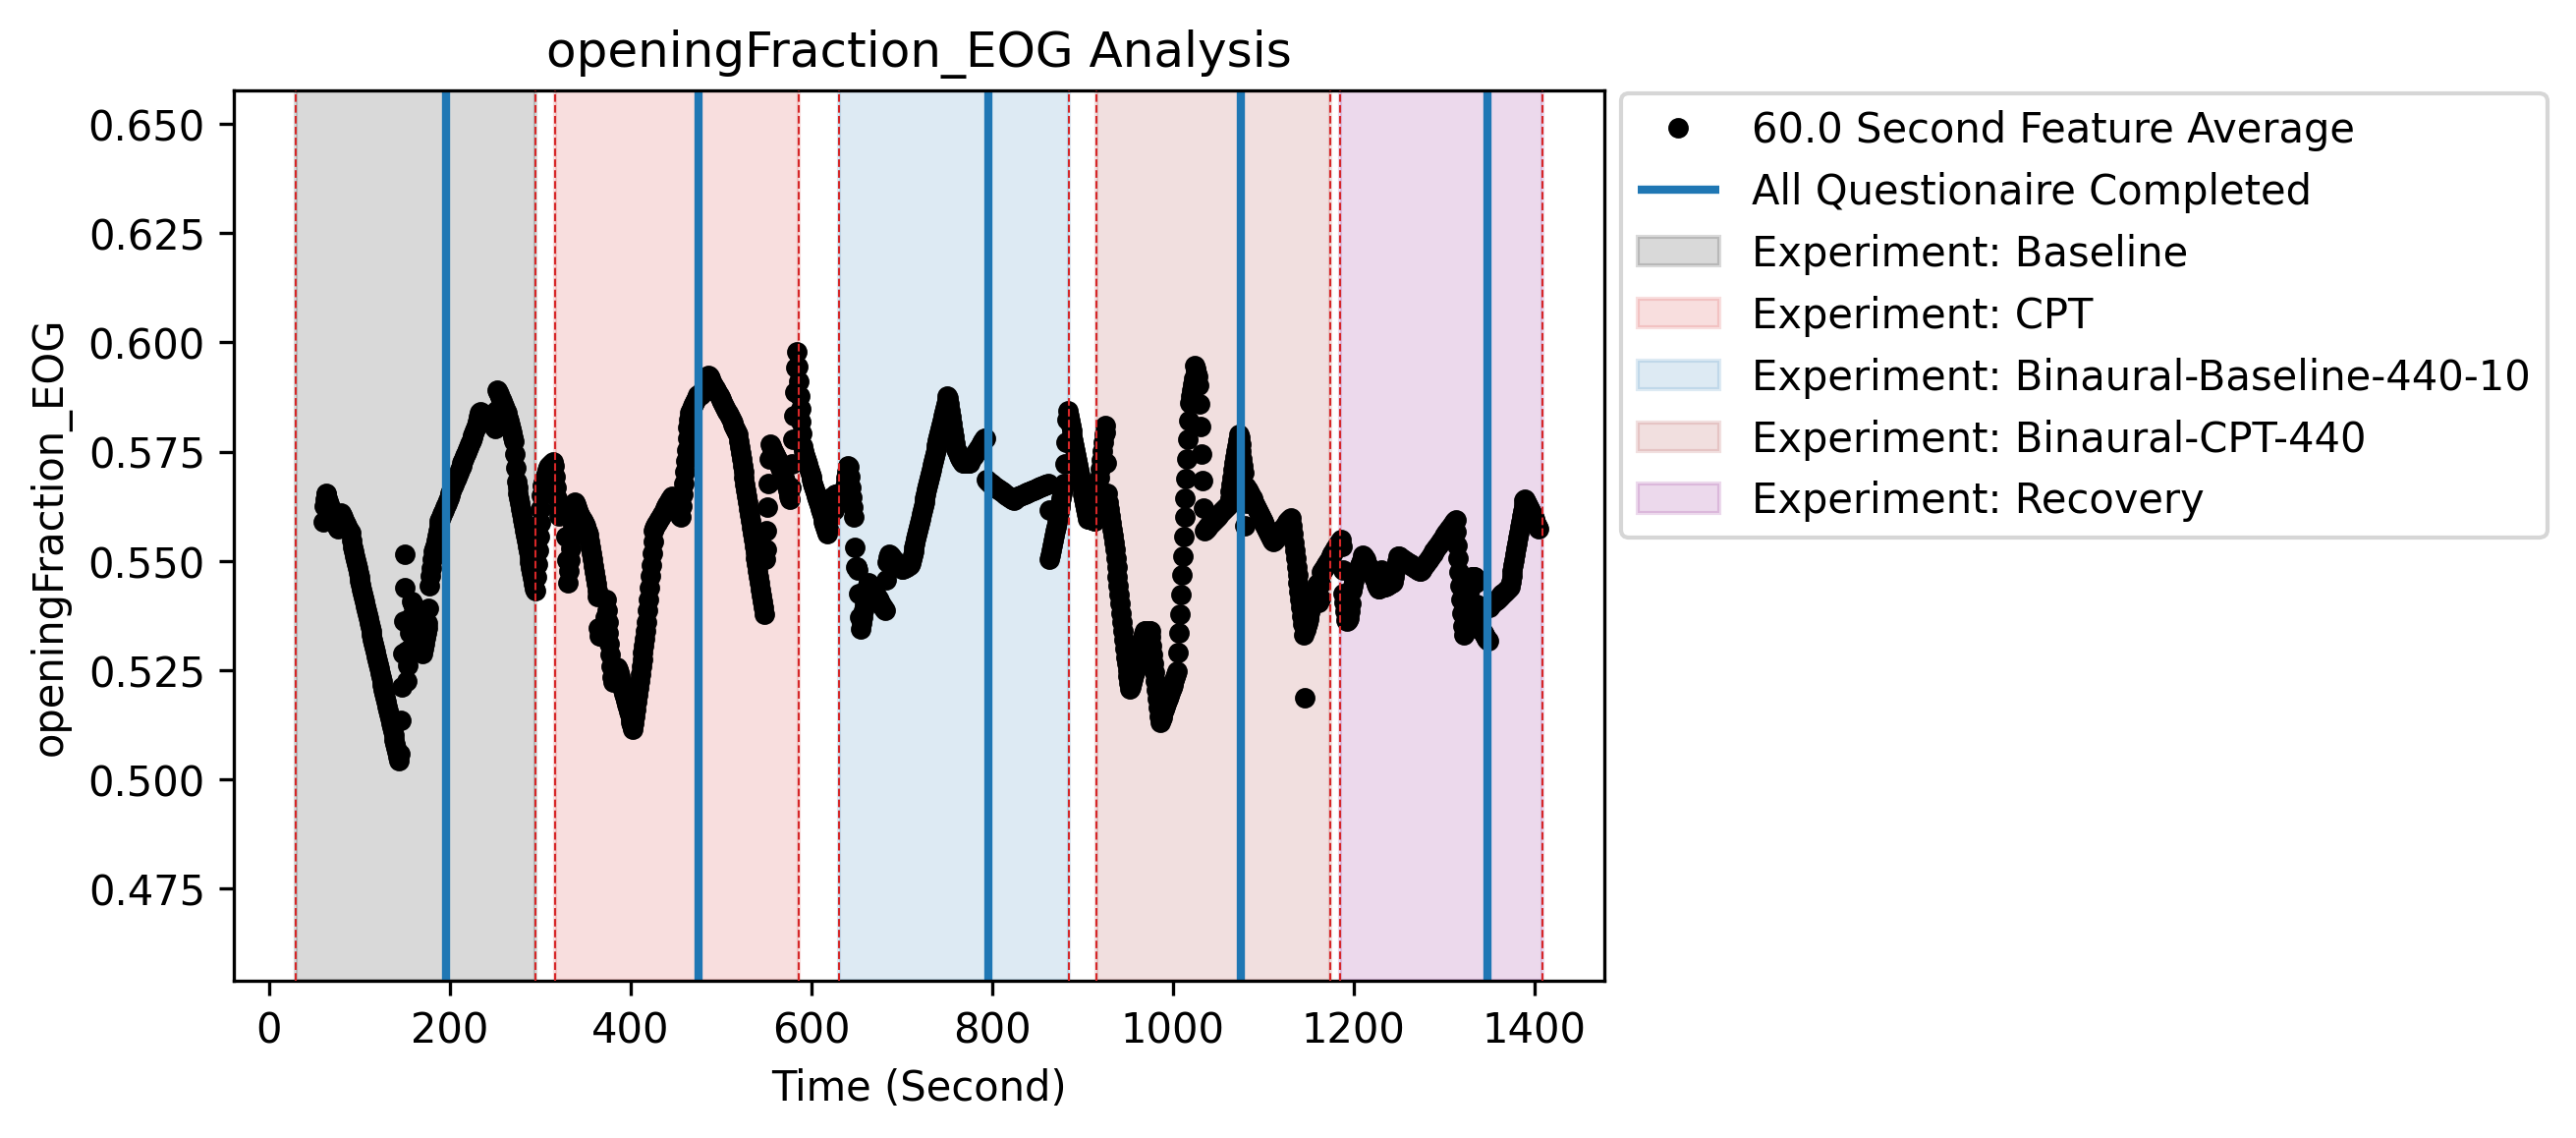 openingFraction_EOG Analysis
openingFraction_EOG
0.650
0.625
0.600
0.575
0.550
0.525
0.500
0.475
0 200 400 600 800 1000 1200 1400
Time (Second)
60.0 Second Feature Average
All Questionaire Completed
Experiment: Baseline
Experiment: CPT
Experiment: Binaural-Baseline-440-10
Experiment: Binaural-CPT-440
Experiment: Recovery